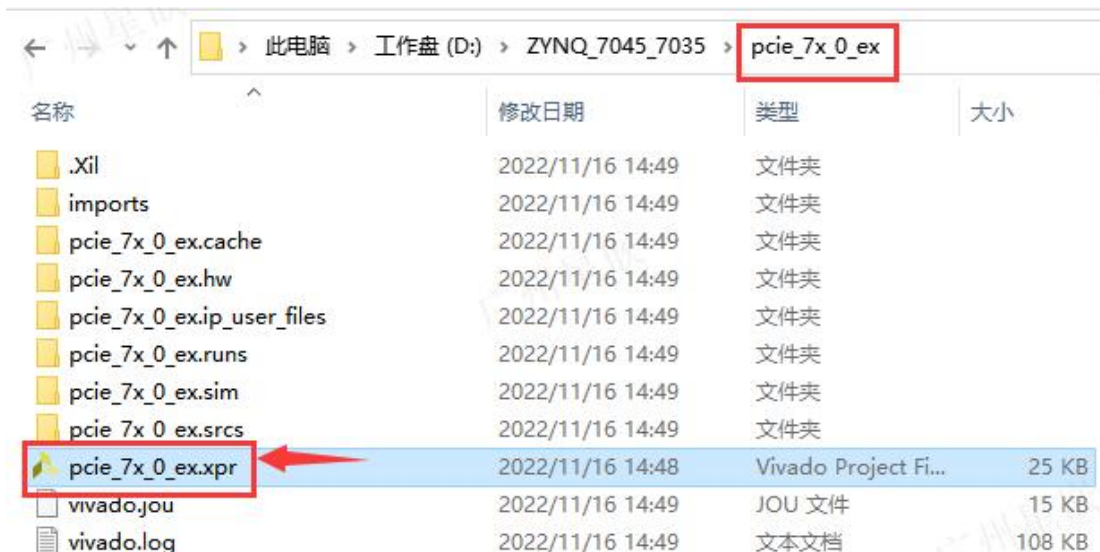 此电脑 › 工作盘 (D:) › ZYNQ_7045_7035 › pcie_7x_0_ex
名称 修改日期 类型 大小
.Xil 2022/11/16 14:49 文件夹
imports 2022/11/16 14:49 文件夹
pcie_7x_0_ex.cache 2022/11/16 14:49 文件夹
pcie_7x_0_ex.hw 2022/11/16 14:49 文件夹
pcie_7x_0_ex.ip_user_files 2022/11/16 14:49 文件夹
pcie_7x_0_ex.runs 2022/11/16 14:49 文件夹
pcie_7x_0_ex.sim 2022/11/16 14:49 文件夹
pcie_7x_0_ex.srcs 2022/11/16 14:49 文件夹
pcie_7x_0_ex.xpr 2022/11/16 14:48 Vivado Project Fi... 25 KB
vivado.jou 2022/11/16 14:49 JOU 文件 15 KB
vivado.log 2022/11/16 14:49 文本文档 108 KB